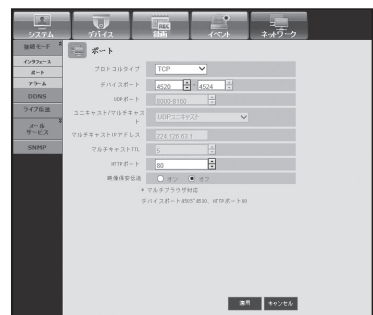 システム
デバイス
REC
録画
イベント
ネットワーク
接続モード
インタフェース
ポート
アラーム
DDNS
ライブ伝送
メール
サービス
SNMP
ポート
プロトコルタイプ TCP
デバイスポート 4520 - 4524
UDPポート 8000-8160
ユニキャスト/マルチキャスト UDPユニキャスト
マルチキャストIPアドレス 224.126.63.1
マルチキャストTTL 5
HTTPポート 80
映像保安伝送 オン オフ
* マルチブラウザ対応
デバイスポート4505~4530, HTTPポート80
適用 キャンセル